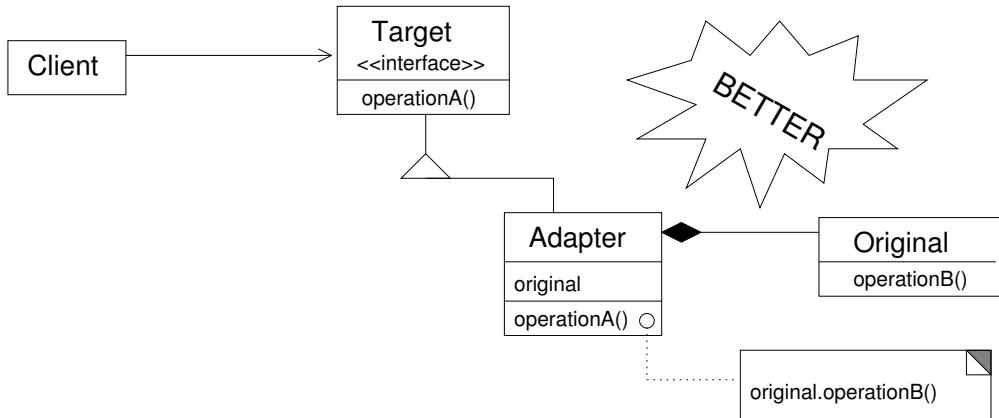 Target
<<interface>>
operationA()
Client
BETTER
Adapter
original
operationA()
Original
operationB()
original.operationB()